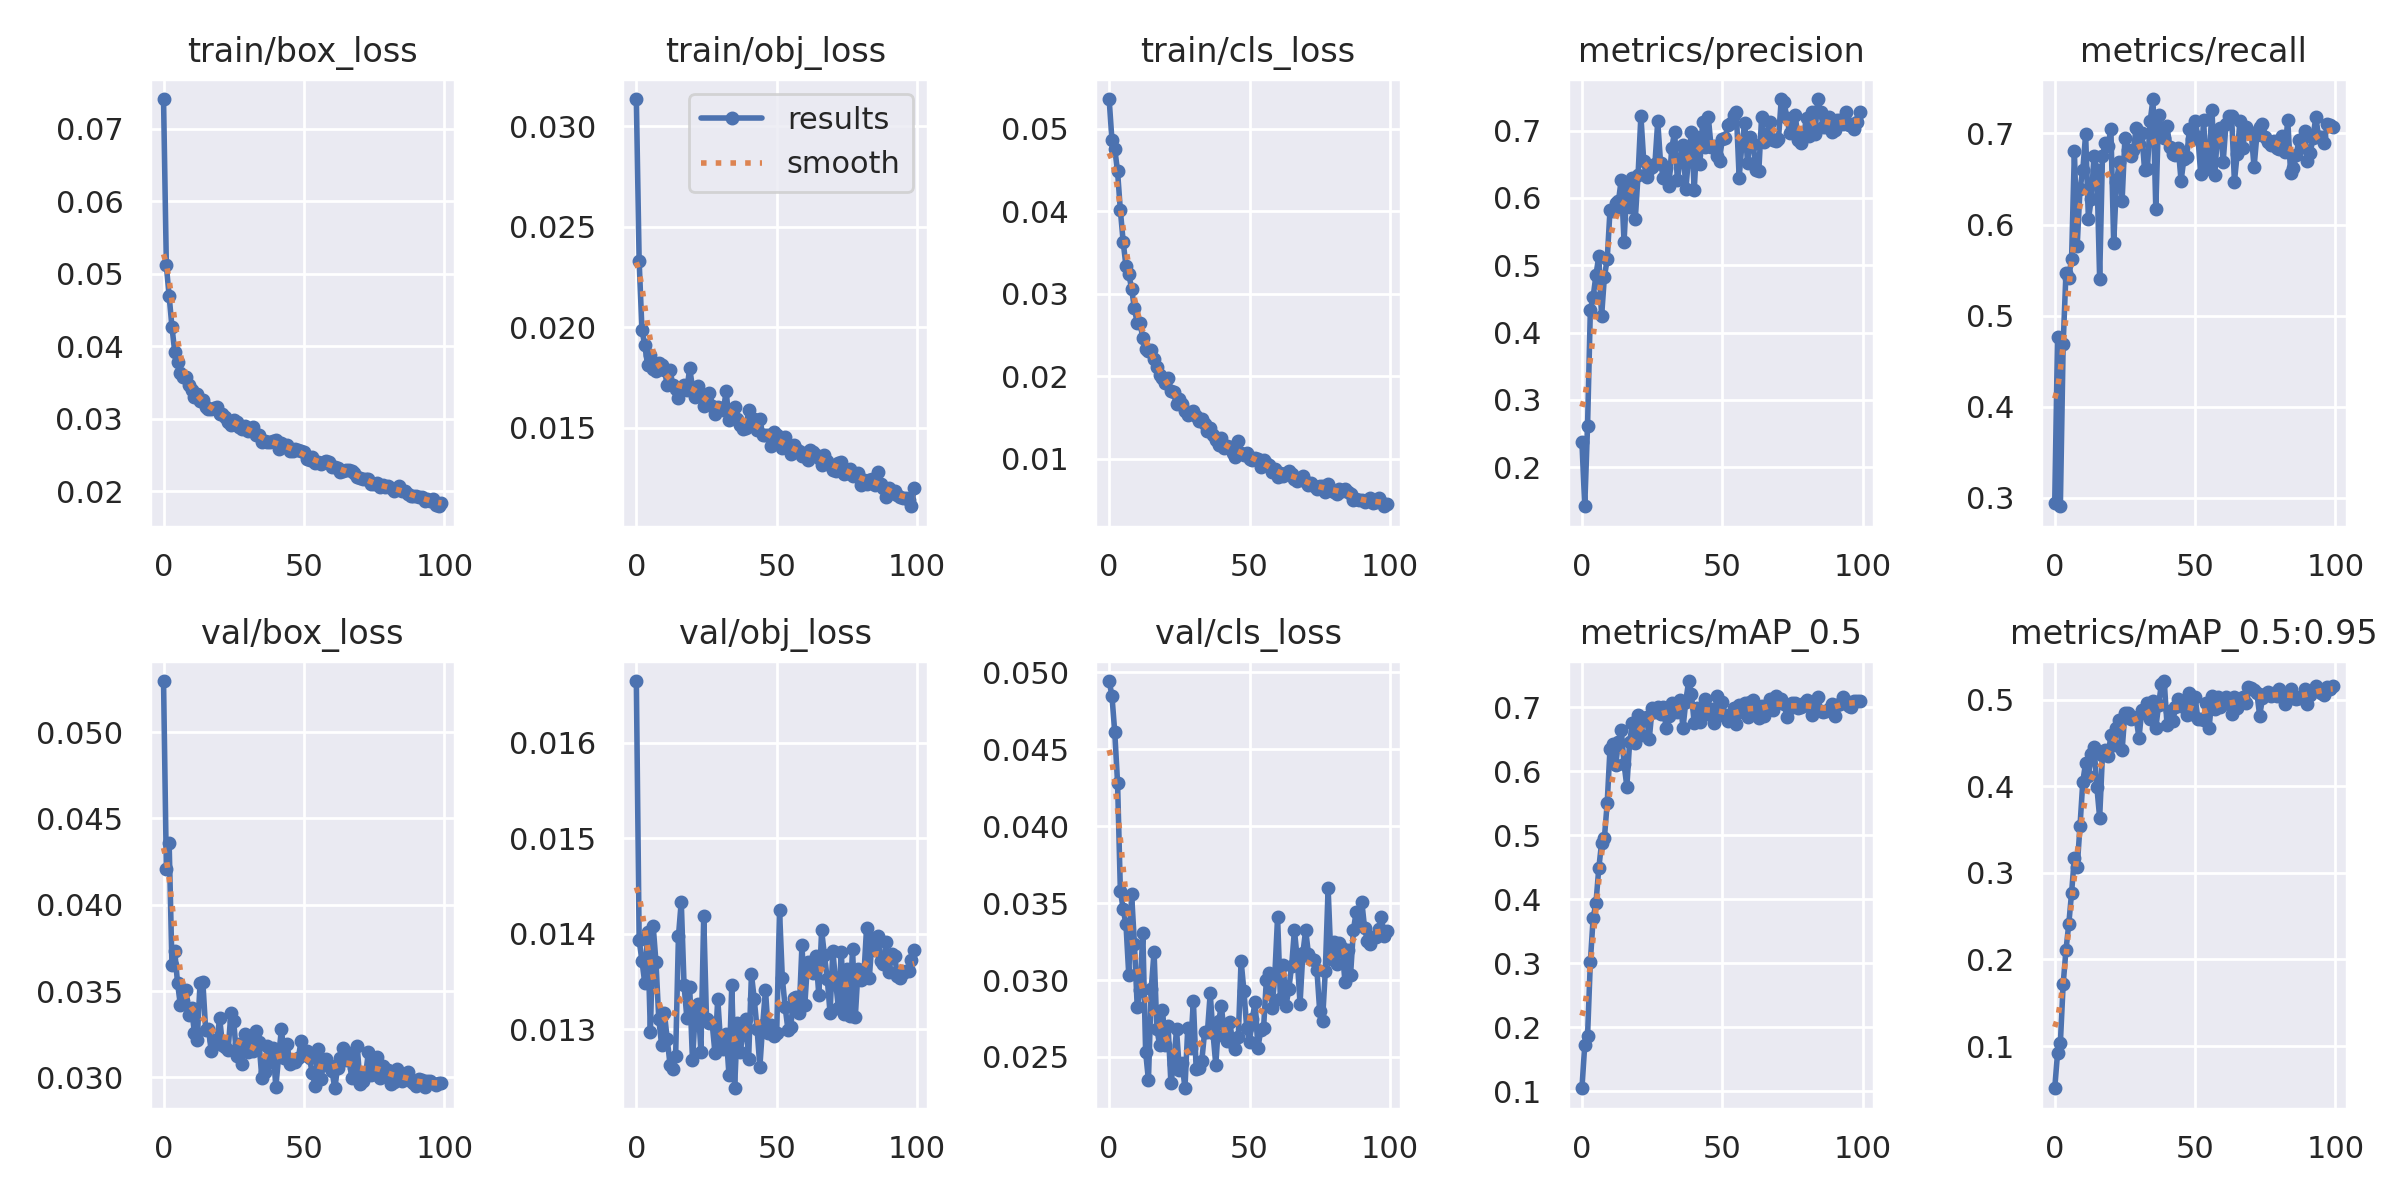 train/box_loss
0.07
0.06
0.05
0.04
0.03
0.02
0 50 100
train/obj_loss
results
smooth
0.030
0.025
0.020
0.015
0 50 100
train/cls_loss
0.05
0.04
0.03
0.02
0.01
0 50 100
metrics/precision
0.7
0.6
0.5
0.4
0.3
0.2
0 50 100
metrics/recall
0.7
0.6
0.5
0.4
0.3
0 50 100
val/box_loss
0.050
0.045
0.040
0.035
0.030
0 50 100
val/obj_loss
0.016
0.015
0.014
0.013
0 50 100
val/cls_loss
0.050
0.045
0.040
0.035
0.030
0.025
0 50 100
metrics/mAP_0.5
0.7
0.6
0.5
0.4
0.3
0.2
0.1
0 50 100
metrics/mAP_0.5:0.95
0.5
0.4
0.3
0.2
0.1
0 50 100